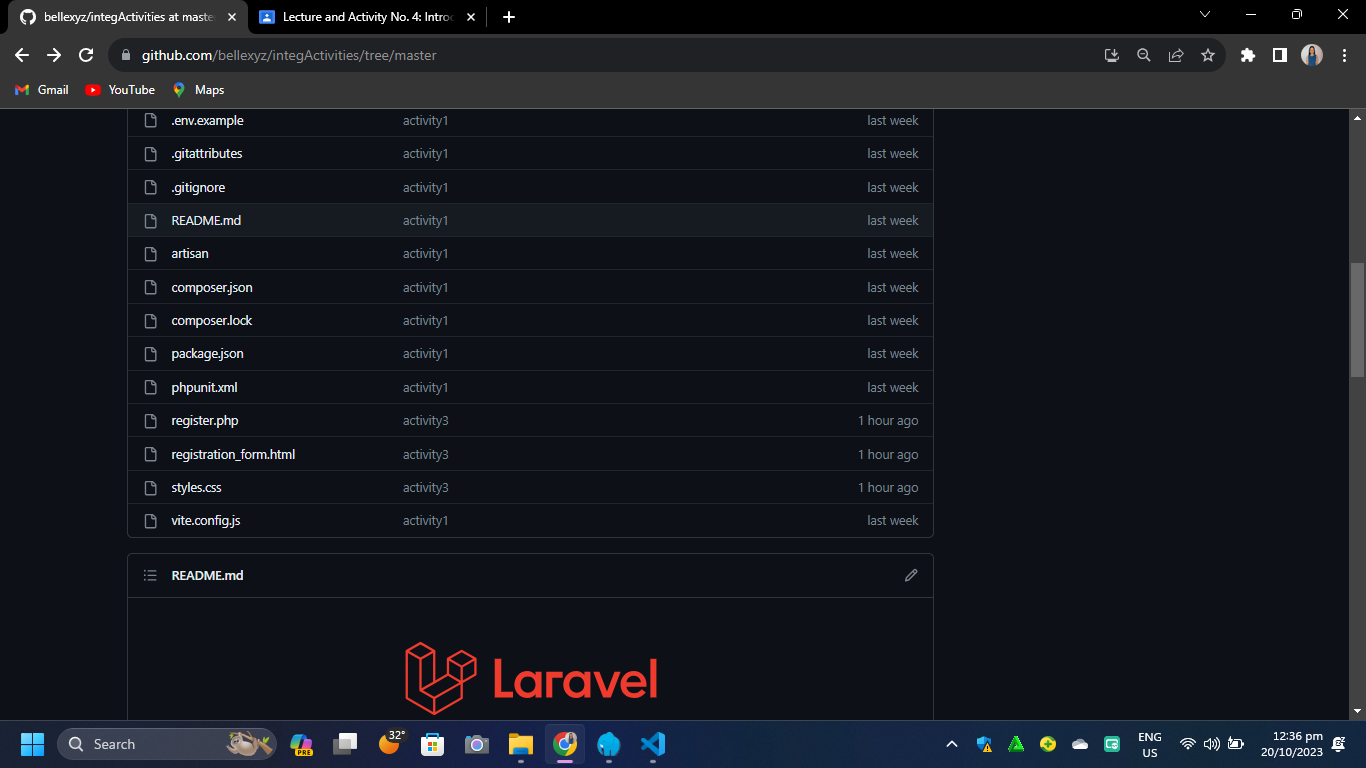 bellexyz/integActivities at maste
Lecture and Activity No. 4: Intro
github.com/bellexyz/integActivities/tree/master
Gmail YouTube Maps
.env.example activity1 last week
.gitattributes activity1 last week
.gitignore activity1 last week
README.md activity1 last week
artisan activity1 last week
composer.json activity1 last week
composer.lock activity1 last week
package.json activity1 last week
phpunit.xml activity1 last week
register.php activity3 1 hour ago
registration_form.html activity3 1 hour ago
styles.css activity3 1 hour ago
vite.config.js activity1 last week
README.md
Laravel
Search
PRE
32°
ENG
US
12:36 pm
20/10/2023